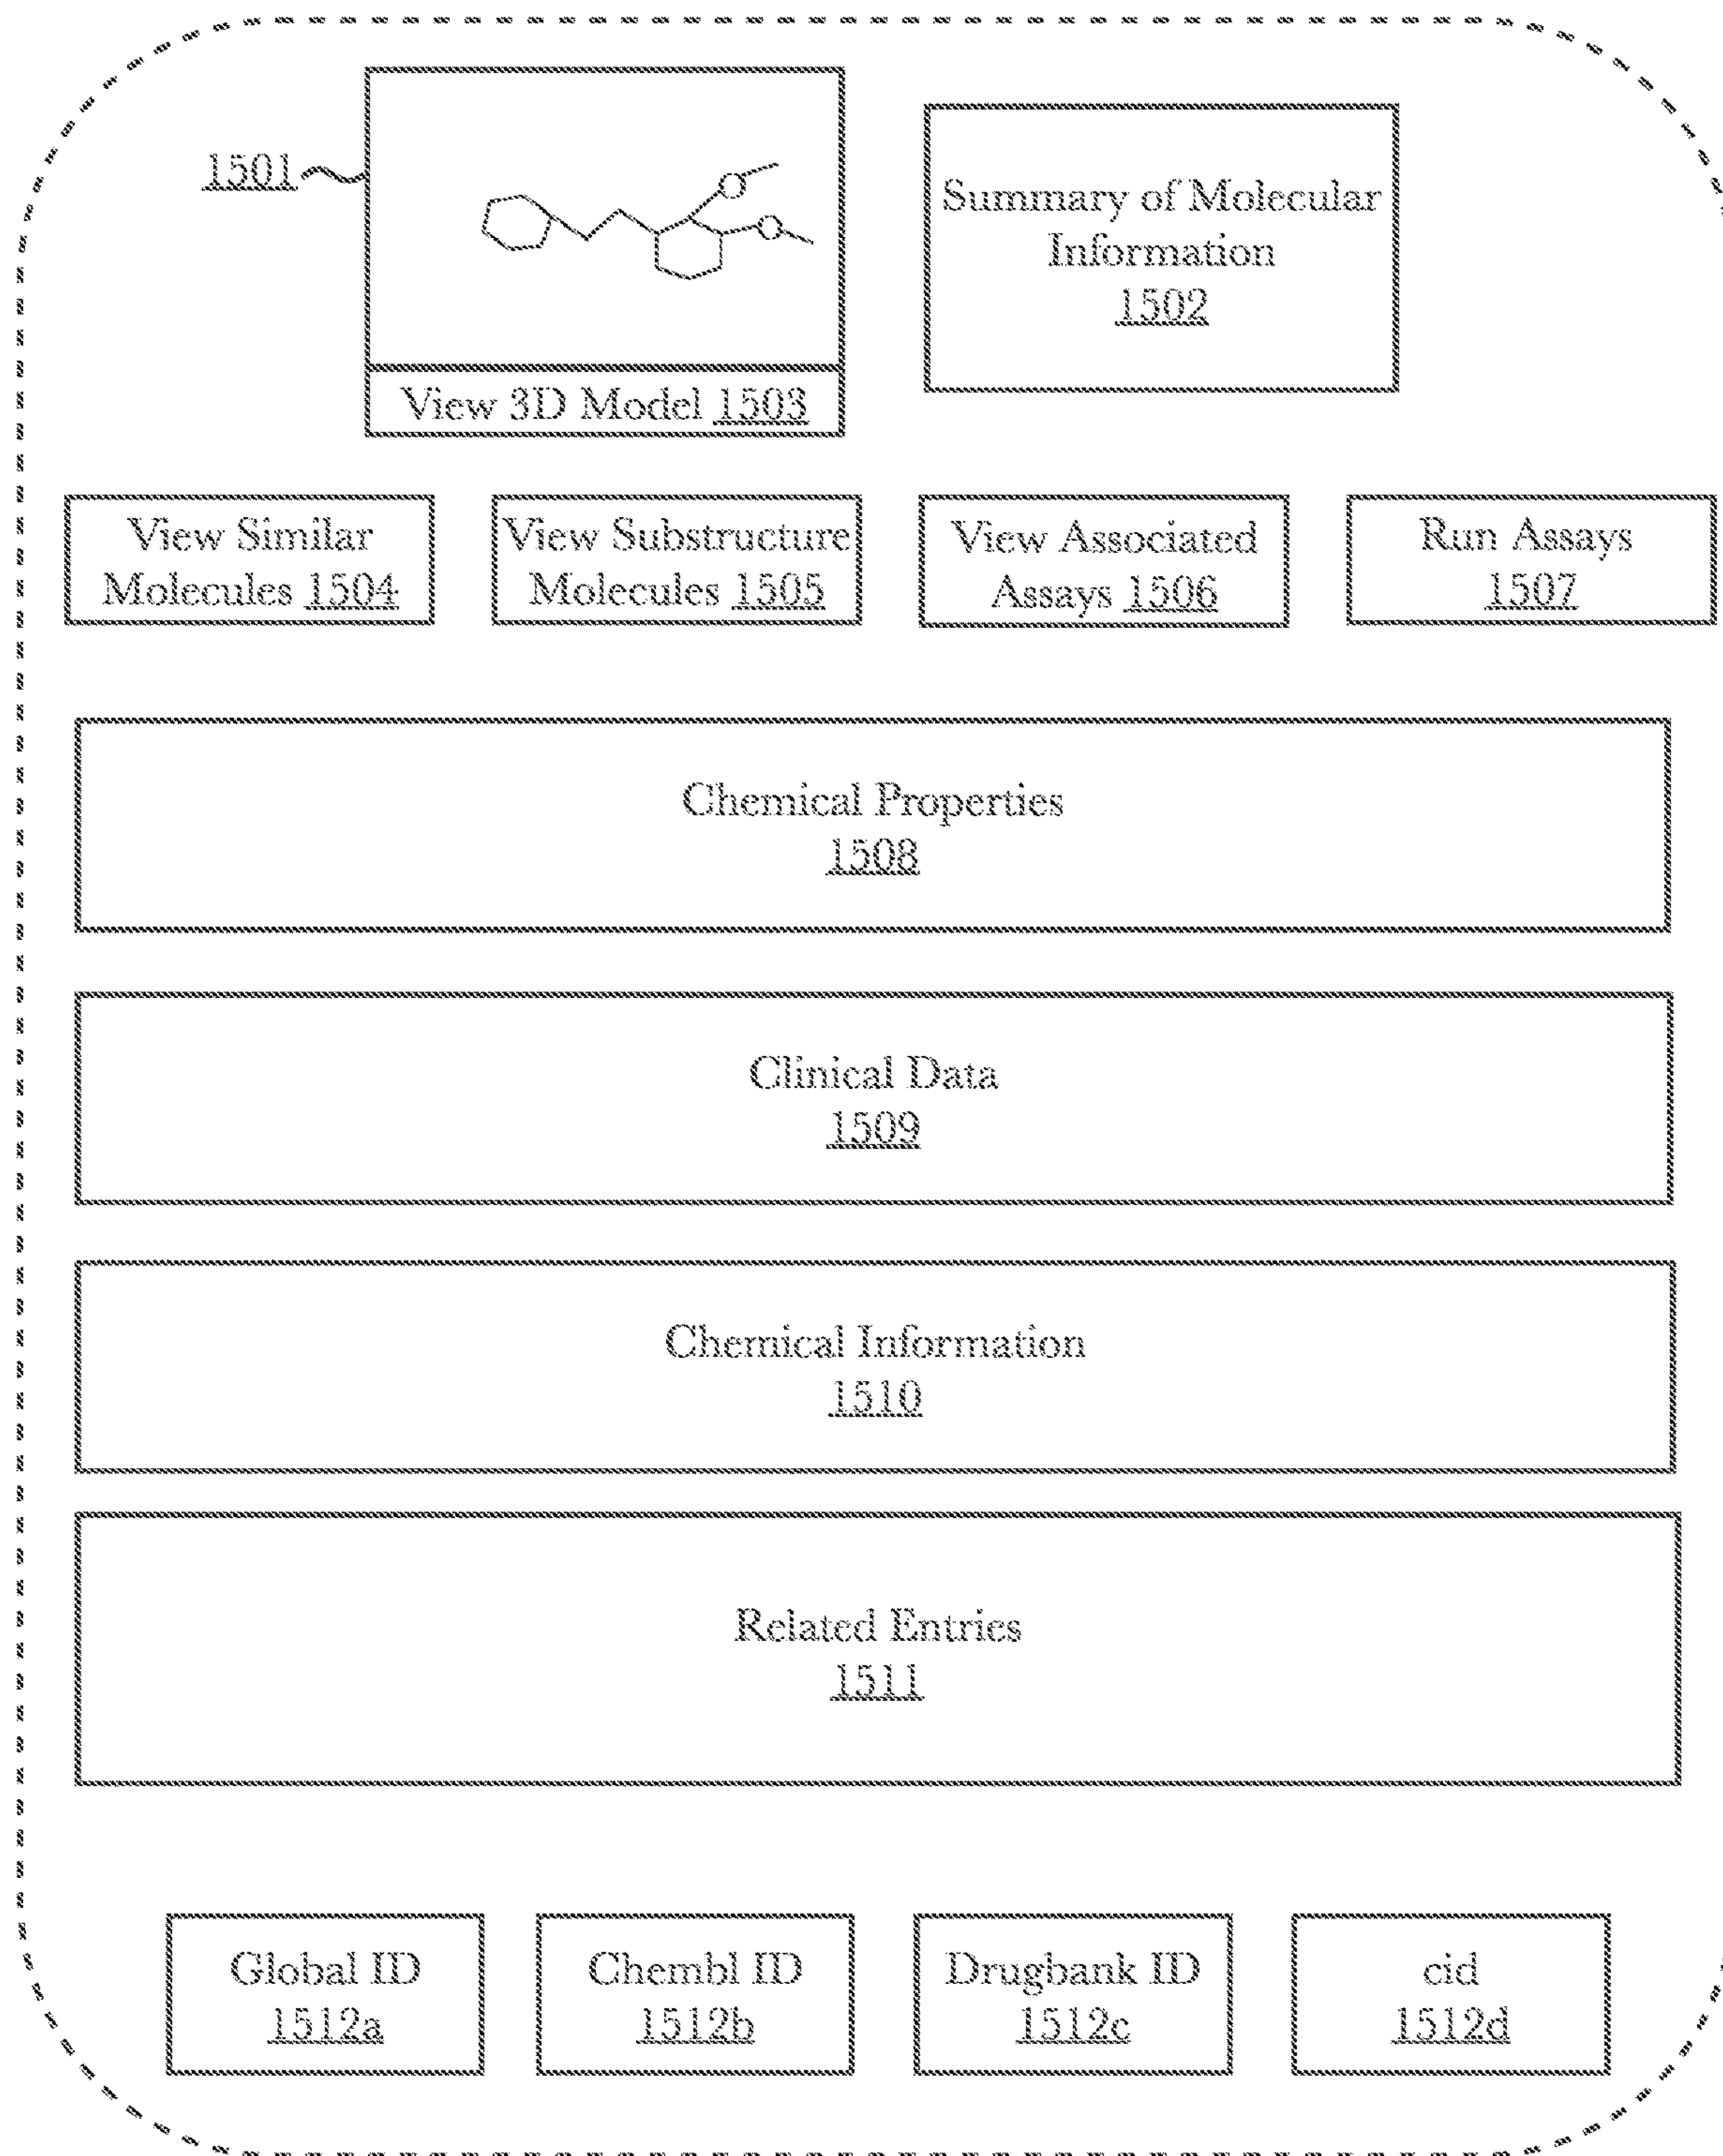 1501
O
O
Summary of Molecular
Information
1502
View 3D Model 1503
View Similar
Molecules 1504
View Substructure
Molecules 1505
View Associated
Assays 1506
Run Assays
1507
Chemical Properties
1508
Clinical Data
1509
Chemical Information
1510
Related Entries
1511
Global ID
1512a
Chembl ID
1512b
Drugbank ID
1512c
cid
1512d